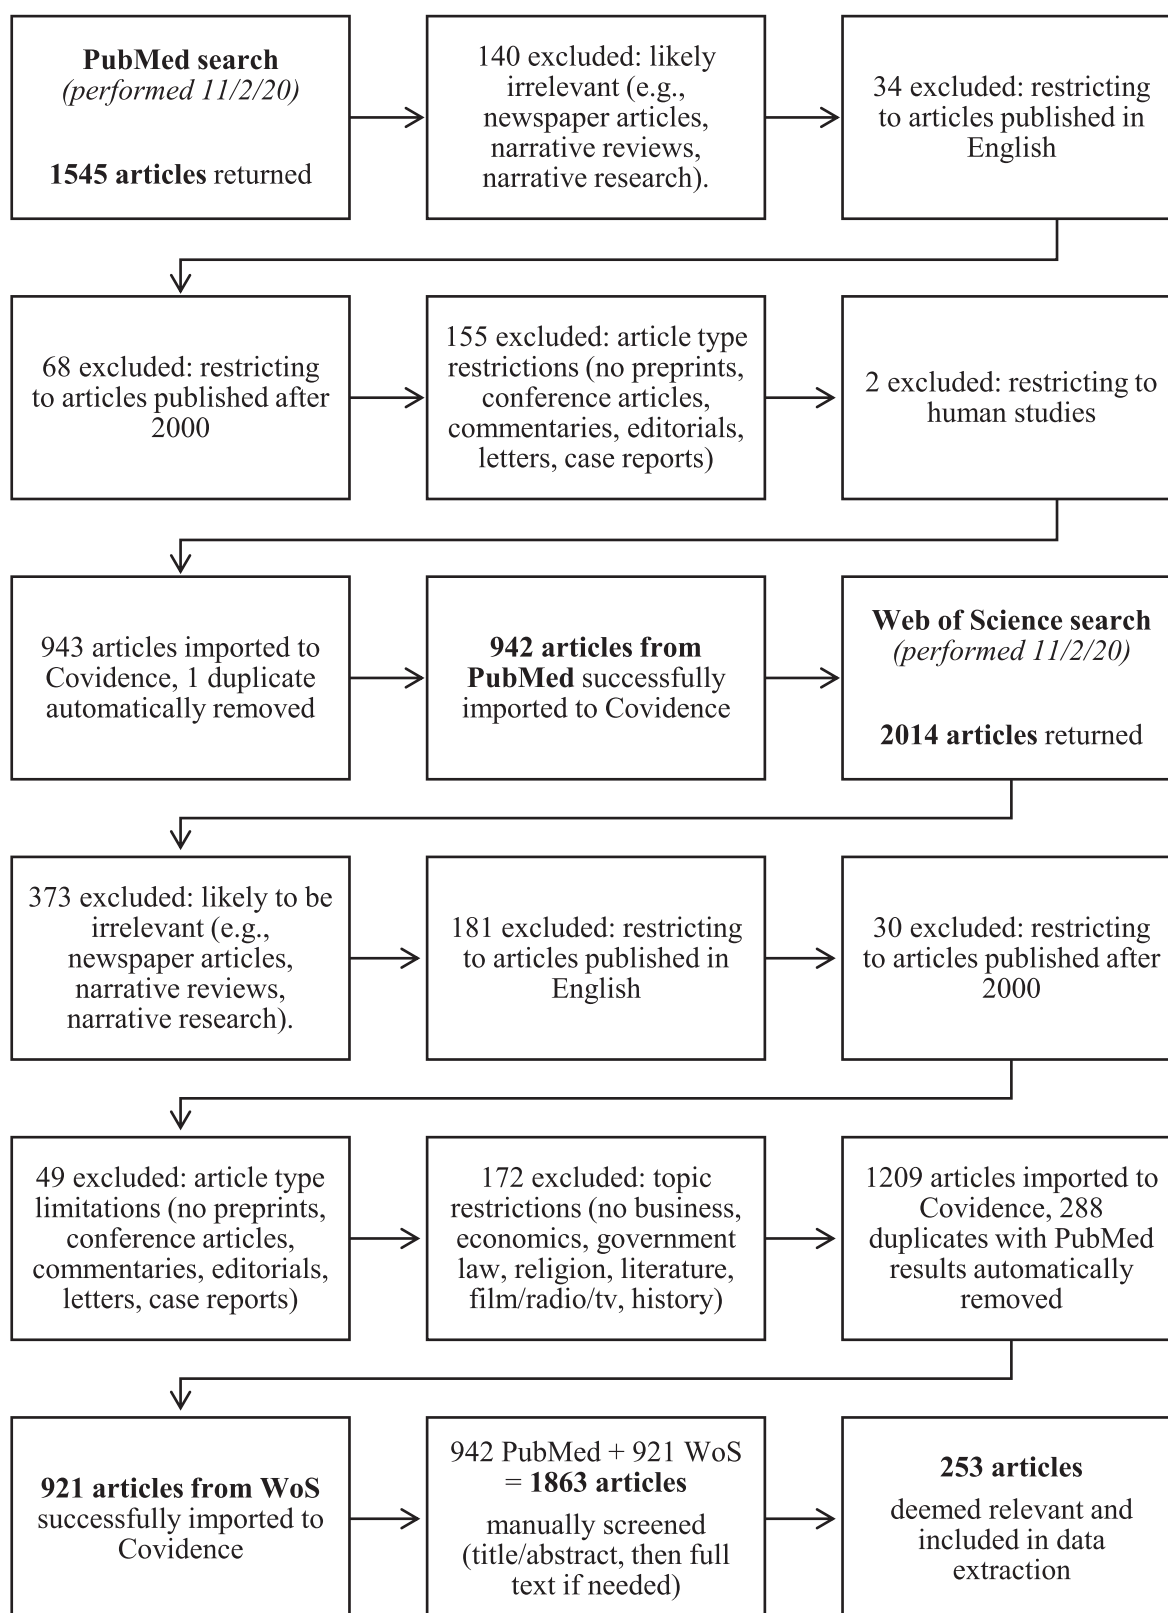 PubMed search
(performed 11/2/20)
1545 articles returned
140 excluded: likely
irrelevant (e.g.,
newspaper articles,
narrative reviews,
narrative research).
34 excluded: restricting
to articles published in
English
68 excluded: restricting
to articles published after
2000
155 excluded: article type
restrictions (no preprints,
conference articles,
commentaries, editorials,
letters, case reports)
2 excluded: restricting to
human studies
943 articles imported to
Covidence, 1 duplicate
automatically removed
942 articles from
PubMed successfully
imported to Covidence
Web of Science search
(performed 11/2/20)
2014 articles returned
373 excluded: likely to be
irrelevant (e.g.,
newspaper articles,
narrative reviews,
narrative research).
181 excluded: restricting
to articles published in
English
30 excluded: restricting
to articles published after
2000
49 excluded: article type
limitations (no preprints,
conference articles,
commentaries, editorials,
letters, case reports)
172 excluded: topic
restrictions (no business,
economics, government
law, religion, literature,
film/radio/tv, history)
1209 articles imported to
Covidence, 288
duplicates with PubMed
results automatically
removed
921 articles from WoS
successfully imported to
Covidence
942 PubMed + 921 WoS
= 1863 articles
manually screened
(title/abstract, then full
text if needed)
253 articles
deemed relevant and
included in data
extraction